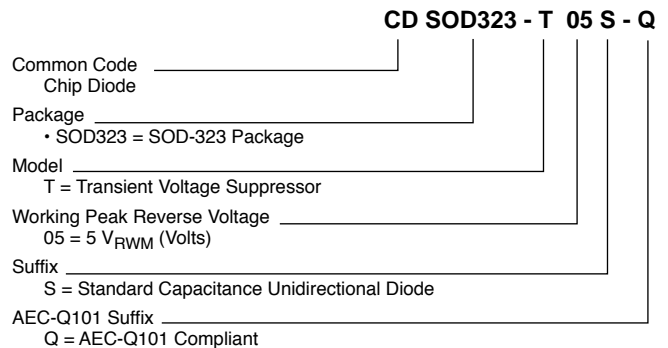 CD SOD323 - T 05 S - Q
Common Code
Chip Diode
Package
• SOD323 = SOD-323 Package
Model
T = Transient Voltage Suppressor
Working Peak Reverse Voltage
05 = 5 VRWM (Volts)
Suffix
S = Standard Capacitance Unidirectional Diode
AEC-Q101 Suffix
Q = AEC-Q101 Compliant